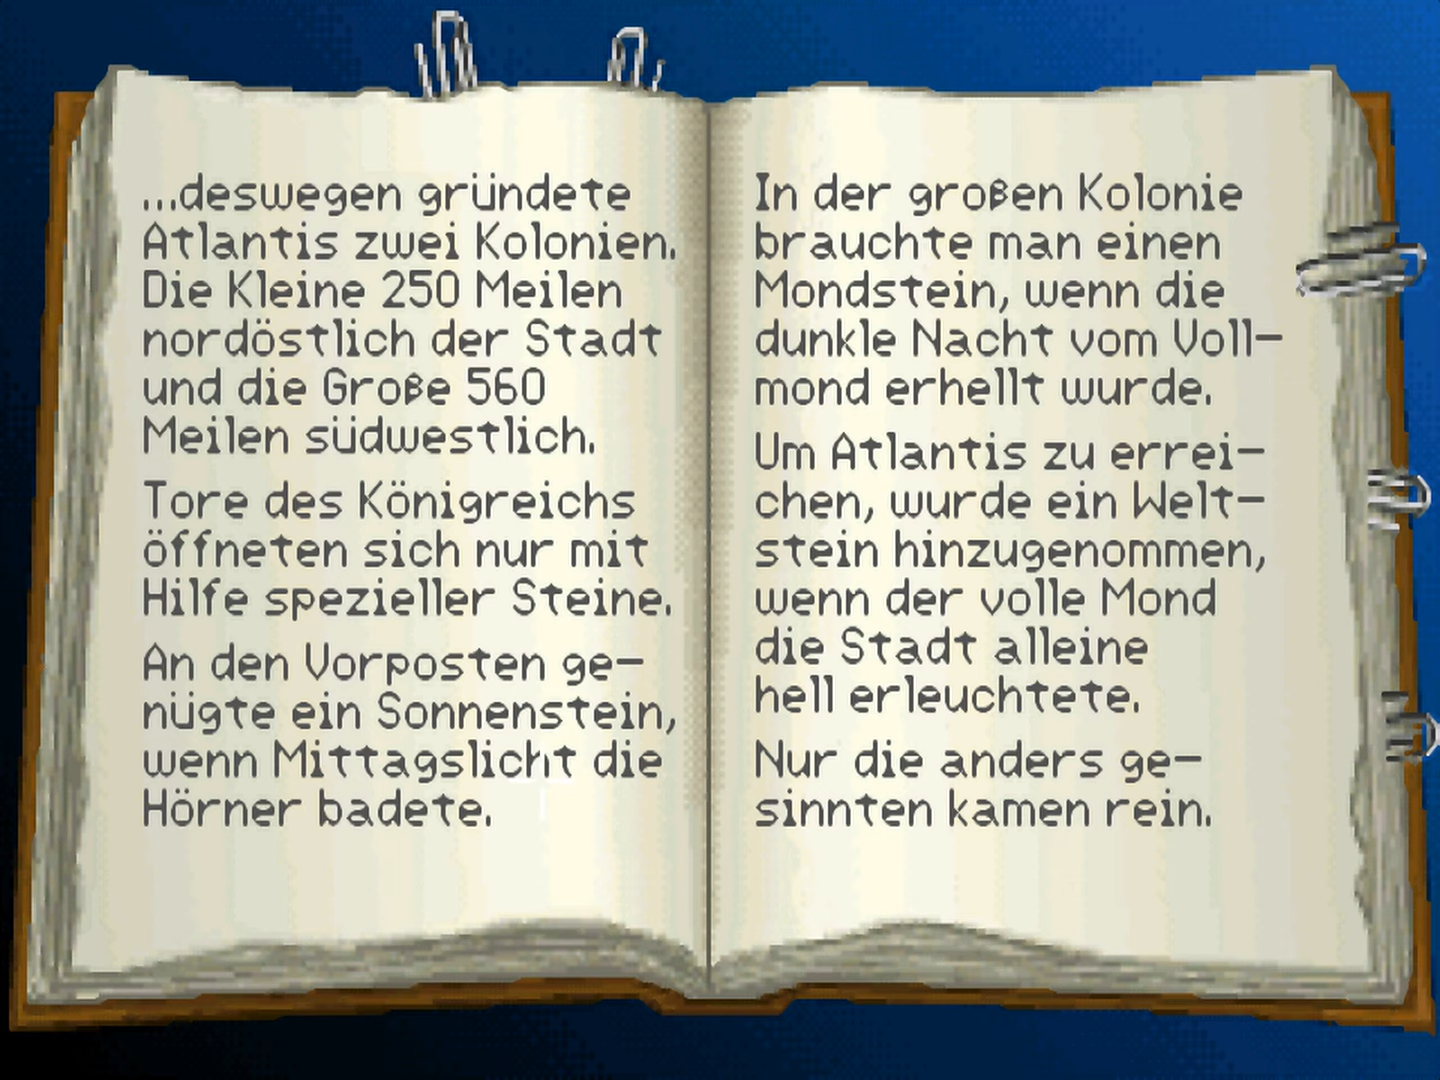 ...deswegen gründete
Atlantis zwei Kolonien.
Die Kleine 250 Meilen
nordöstlich der Stadt
und die Große 560
Meilen südwestlich.
Tore des Königreichs
öffneten sich nur mit
Hilfe spezieller Steine.
An den Vorposten ge-
nügte ein Sonnenstein,
wenn Mittagslicht die
Hörner badete.
In der großen Kolonie
brauchte man einen
Mondstein, wenn die
dunkle Nacht vom Voll-
mond erhellt wurde.
Um Atlantis zu errei-
chen, wurde ein Welt-
stein hinzugenommen,
wenn der volle Mond
die Stadt alleine
hell erleuchtete.
Nur die anders ge-
sinnten kamen rein.